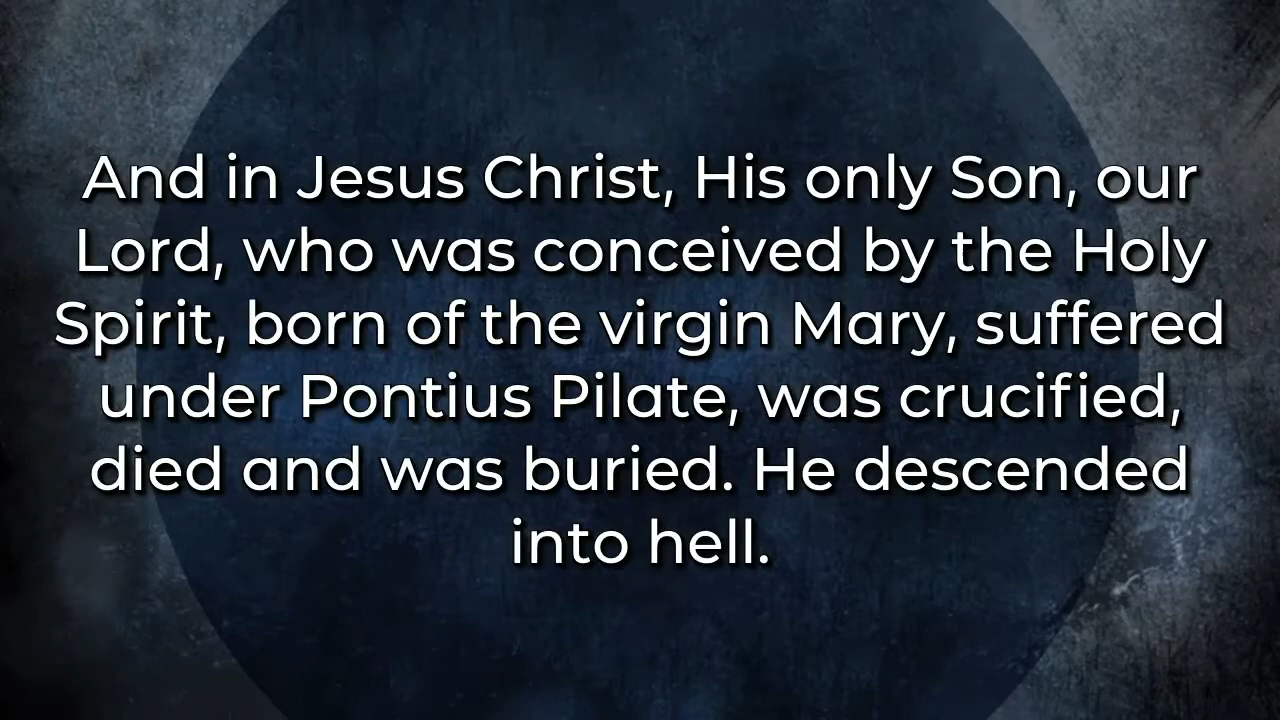 And in Jesus Christ, His only Son, our
Lord, who was conceived by the Holy
Spirit, born of the virgin Mary, suffered
under Pontius Pilate, was crucified,
died and was buried. He descended
into hell.